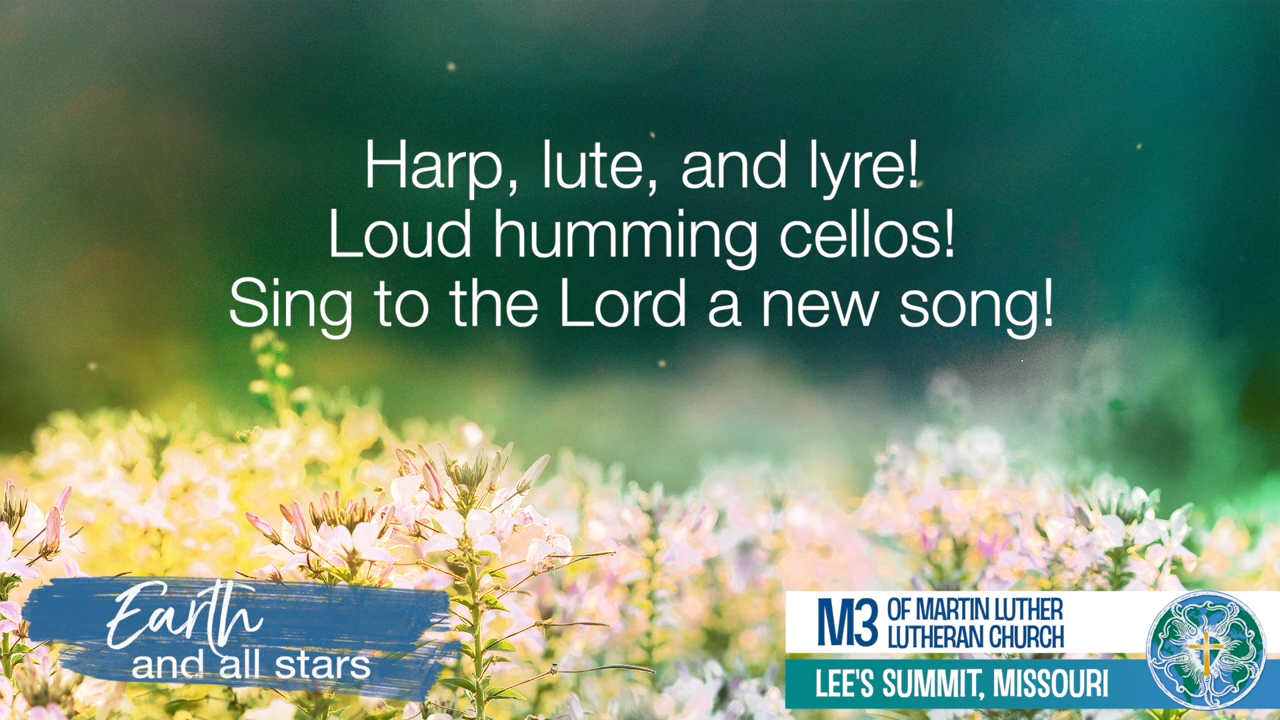 Harp, lute, and lyre!
Loud humming cellos!
Sing to the Lord a new song!
Earth
and all stars
M3 OF MARTIN LUTHER
LUTHERAN CHURCH
LEE'S SUMMIT, MISSOURI